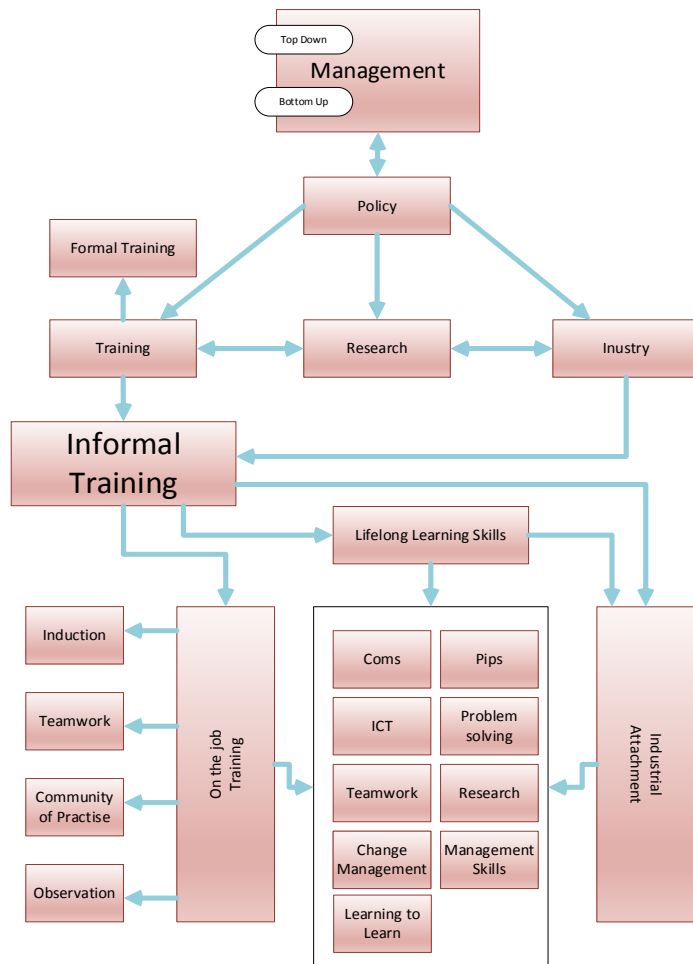 Top Down
Management
Bottom Up
Policy
Formal Training
Training
Research
Inustry
Informal
Training
Lifelong Learning Skills
Induction
Teamwork
Community
of Practise
Observation
On the job
Training
Coms
Pips
ICT
Problem
solving
Teamwork
Research
Change
Management
Management
Skills
Learning to
Learn
Industrial
Attachment